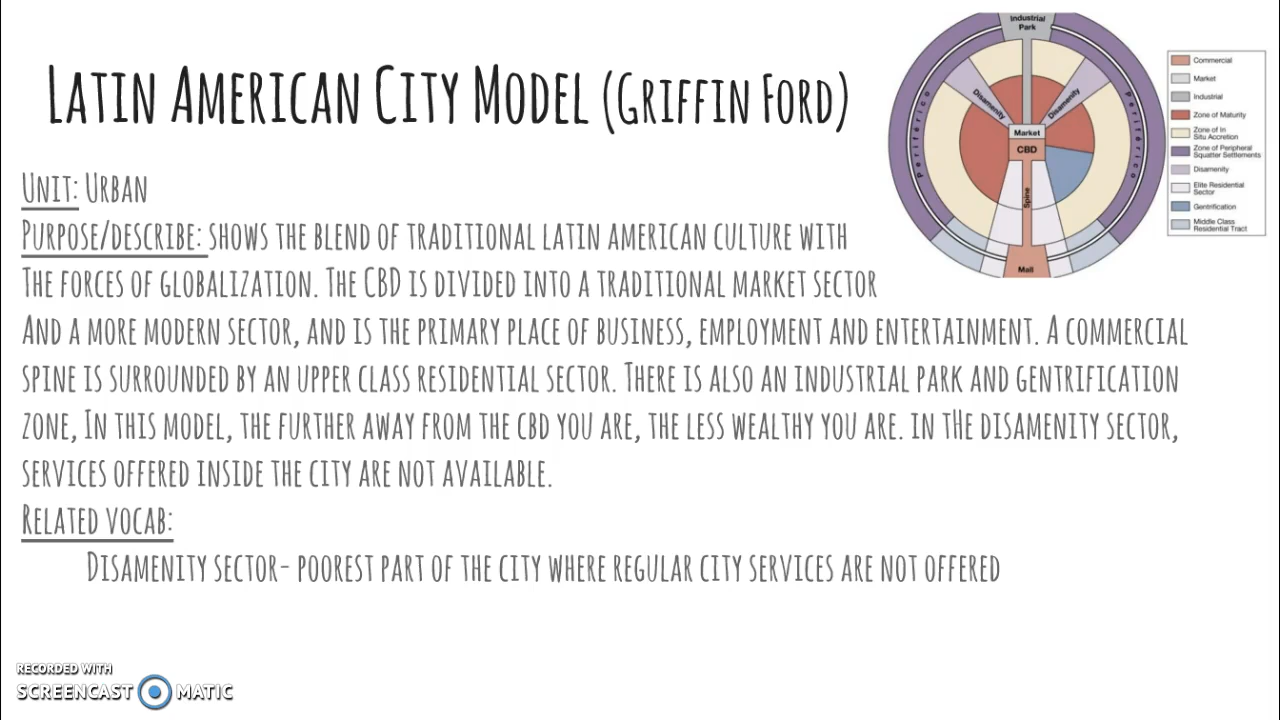 LATIN AMERICAN CITY MODEL (GRIFFIN FORD)
UNIT: URBAN
PURPOSE/DESCRIBE: SHOWS THE BLEND OF TRADITIONAL LATIN AMERICAN CULTURE WITH
THE FORCES OF GLOBALIZATION. THE CBD IS DIVIDED INTO A TRADITIONAL MARKET SECTOR
AND A MORE MODERN SECTOR, AND IS THE PRIMARY PLACE OF BUSINESS, EMPLOYMENT AND ENTERTAINMENT. A COMMERCIAL
SPINE IS SURROUNDED BY AN UPPER CLASS RESIDENTIAL SECTOR. THERE IS ALSO AN INDUSTRIAL PARK AND GENTRIFICATION
ZONE, IN THIS MODEL, THE FURTHER AWAY FROM THE CBD YOU ARE, THE LESS WEALTHY YOU ARE. IN THE DISAMENITY SECTOR,
SERVICES OFFERED INSIDE THE CITY ARE NOT AVAILABLE.
RELATED VOCAB:
DISAMENITY SECTOR- POOREST PART OF THE CITY WHERE REGULAR CITY SERVICES ARE NOT OFFERED
Industrial
Park
Disamenity
Disamenity
Periférico
Periférico
Market
CBD
Spine
Mall
Commercial
Market
Industrial
Zone of Maturity
Zone of In
Situ Accretion
Zone of Peripheral
Squatter Settlements
Disamenity
Elite Residential
Sector
Gentrification
Middle Class
Residential Tract
RECORDED WITH
SCREENCAST MATIC